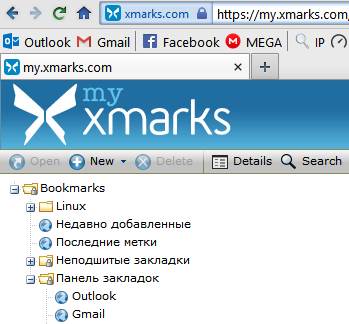 xmarks.com https://my.xmarks.com
Outlook Gmail Facebook MEGA IP
my.xmarks.com
my
xmarks
Open New Delete Details Search
Bookmarks
Linux
Недавно добавленные
Последние метки
Неподшитые закладки
Панель закладок
Outlook
Gmail